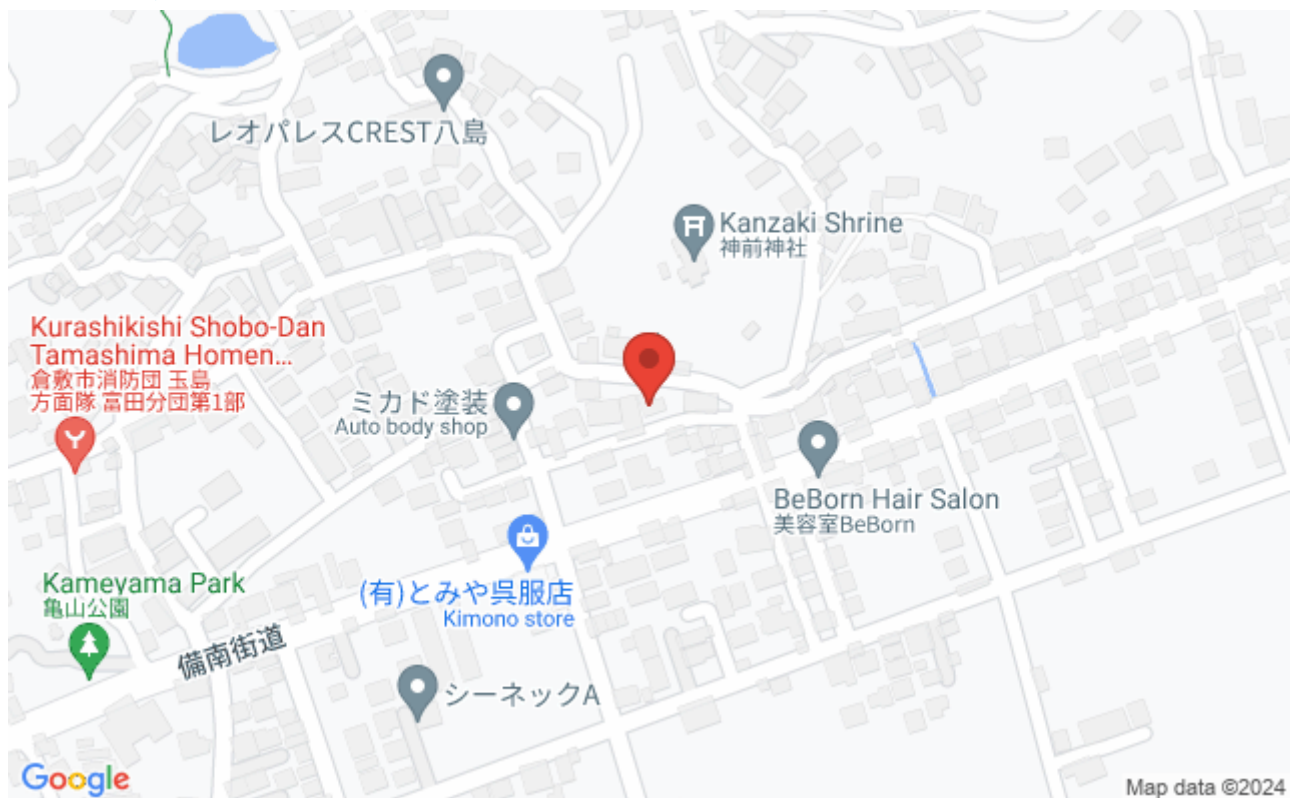 レオパレスCREST八島
Kanzaki Shrine
神前神社
Kurashikishi Shobo-Dan
Tamashima Homen...
倉敷市消防団 玉島
方面隊 富田分団第1部
ミカド塗装
Auto body shop
BeBorn Hair Salon
美容室BeBorn
(有)とみや呉服店
Kimono store
Kameyama Park
亀山公園
備南街道
シーネックA
Google
Map data ©2024